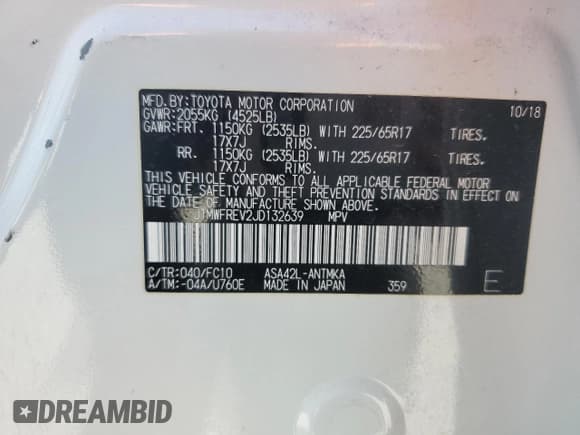 MFD.BY:TOYOTA MOTOR CORPORATION 10/18
GVWR:2055KG (4525LB)
GAWR:FRT. 1150KG (2535LB) WITH 225/65R17 TIRES.
17X7J RIMS.
RR. 1150KG (2535LB) WITH 225/65R17 TIRES.
17X7J RIMS.
THIS VEHICLE CONFORMS TO ALL APPLICABLE FEDERAL MOTOR
VEHICLE SAFETY AND THEFT PREVENTION STANDARDS IN EFFECT ON
THE DATE OF MANUFACTURE SHOWN ABOVE.
JTMWFREV2JD132639 MPV
C/TR:040/FC10 ASA42L-ANTMKA
A/TM:-04A/U760E MADE IN JAPAN 359 E
DREAMBID